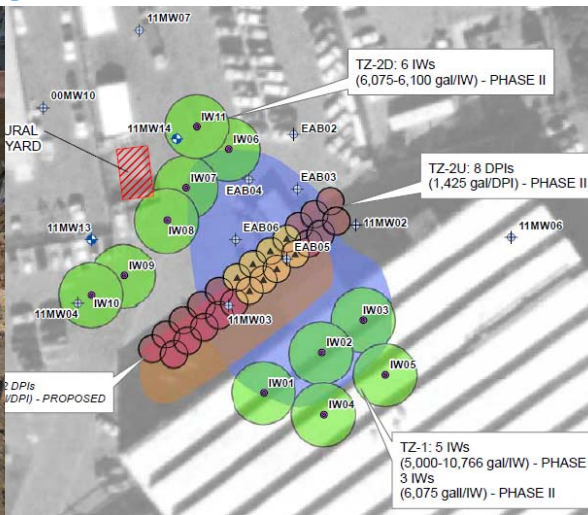 11MW07
TZ-2D: 6 IWs
(6,075-6,100 gal/IW) - PHASE II
00MW10
IW11
11MW14
IW06
EAB02
URAL
YARD
TZ-2U: 8 DPIs
(1,425 gal/DPI) - PHASE II
IW07
EAB04
EAB03
IW08
11MW02
11MW13
EAB06
11MW06
EAB05
IW09
IW10
11MW04
11MW03
IW03
IW02
2 DPIs
/DPI) - PROPOSED
IW01
IW05
IW04
TZ-1: 5 IWs
(5,000-10,766 gal/IW) - PHASE
3 IWs
(6,075 gall/IW) - PHASE II